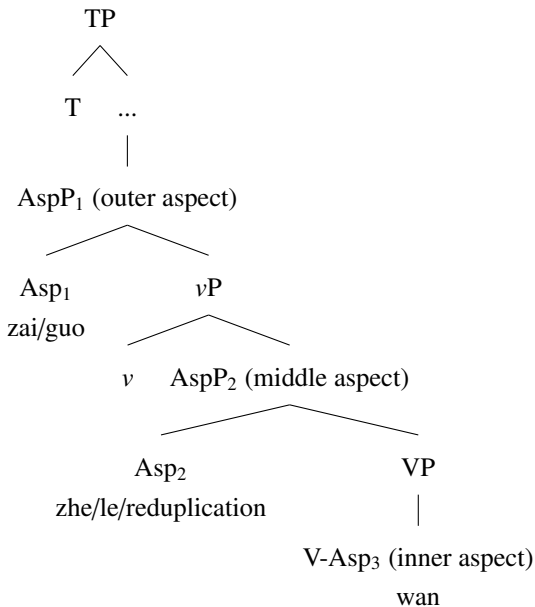 TP
T ...
AspP₁ (outer aspect)
Asp₁ vP
zai/guo
v AspP₂ (middle aspect)
Asp₂ VP
zhe/le/reduplication
V-Asp₃ (inner aspect)
wan